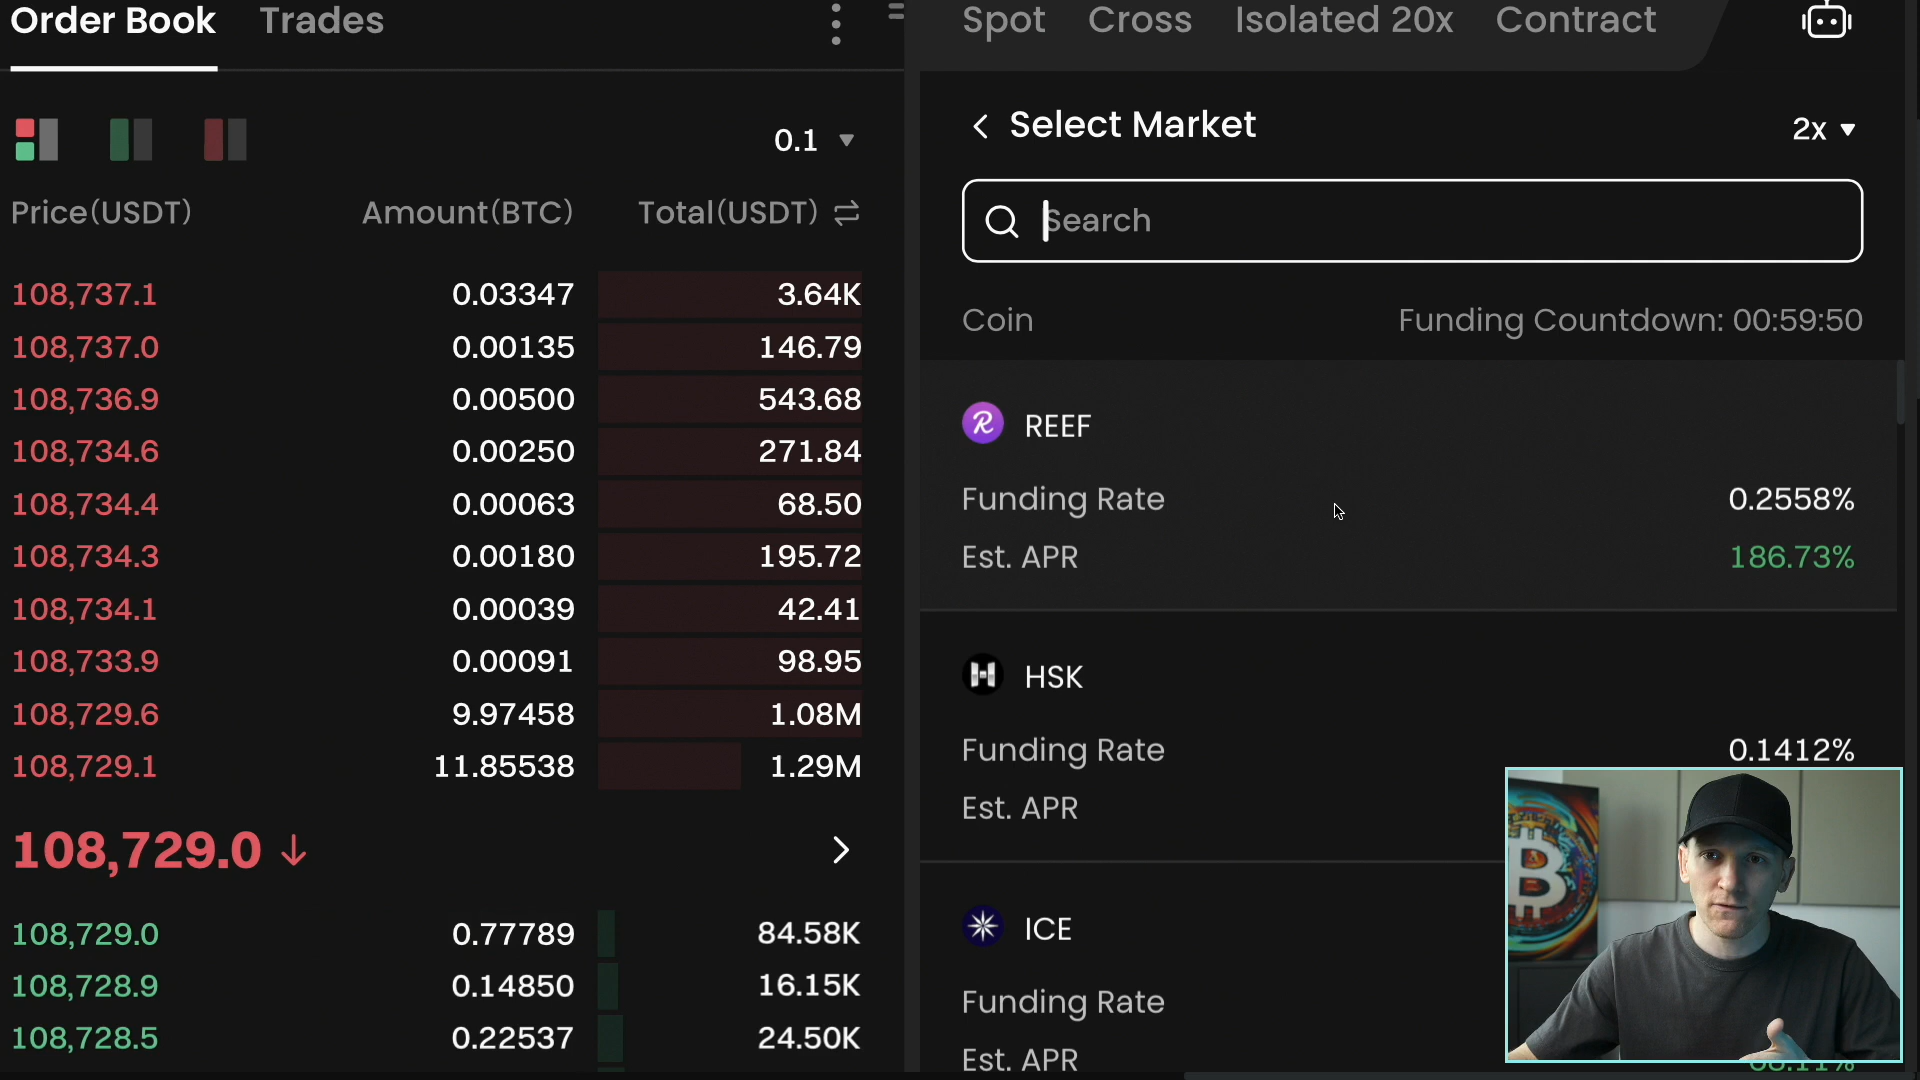 Order Book Trades
0.1
Price(USDT) Amount(BTC) Total(USDT)
108,737.1 0.03347 3.64K
108,737.0 0.00135 146.79
108,736.9 0.00500 543.68
108,734.6 0.00250 271.84
108,734.4 0.00063 68.50
108,734.3 0.00180 195.72
108,734.1 0.00039 42.41
108,733.9 0.00091 98.95
108,729.6 9.97458 1.08M
108,729.1 11.85538 1.29M
108,729.0
108,729.0 0.77789 84.58K
108,728.9 0.14850 16.15K
108,728.5 0.22537 24.50K
Spot Cross Isolated 20x Contract
Select Market 2x
Search
Coin Funding Countdown: 00:59:50
REEF
Funding Rate 0.2558%
Est. APR 186.73%
HSK
Funding Rate 0.1412%
Est. APR
ICE
Funding Rate
Est. APR